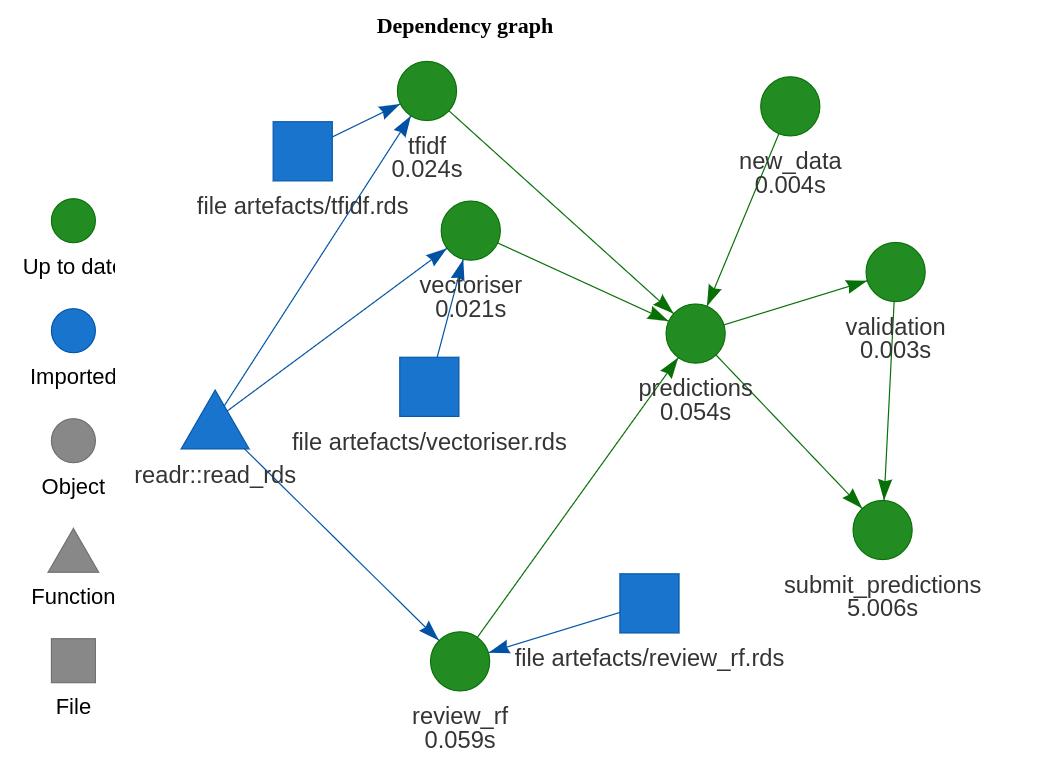 Dependency graph
tfidf
0.024s
new_data
0.004s
file artefacts/tfidf.rds
Up to date
vectoriser
0.021s
validation
0.003s
Imported
predictions
0.054s
file artefacts/vectoriser.rds
readr::read_rds
Object
Function
submit_predictions
5.006s
file artefacts/review_rf.rds
File
review_rf
0.059s